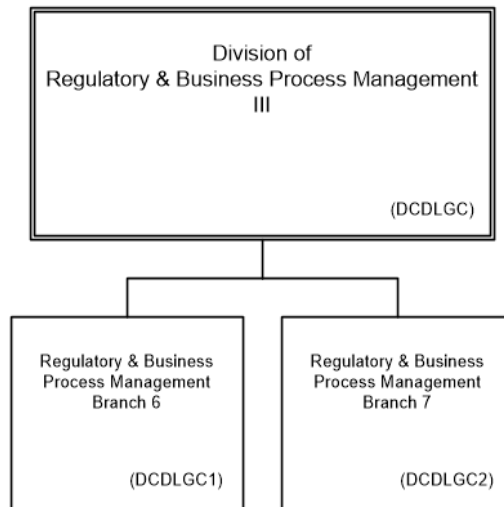 Division of
Regulatory & Business Process Management
III
(DCDLGC)
Regulatory & Business
Process Management
Branch 6
(DCDLGC1)
Regulatory & Business
Process Management
Branch 7
(DCDLGC2)